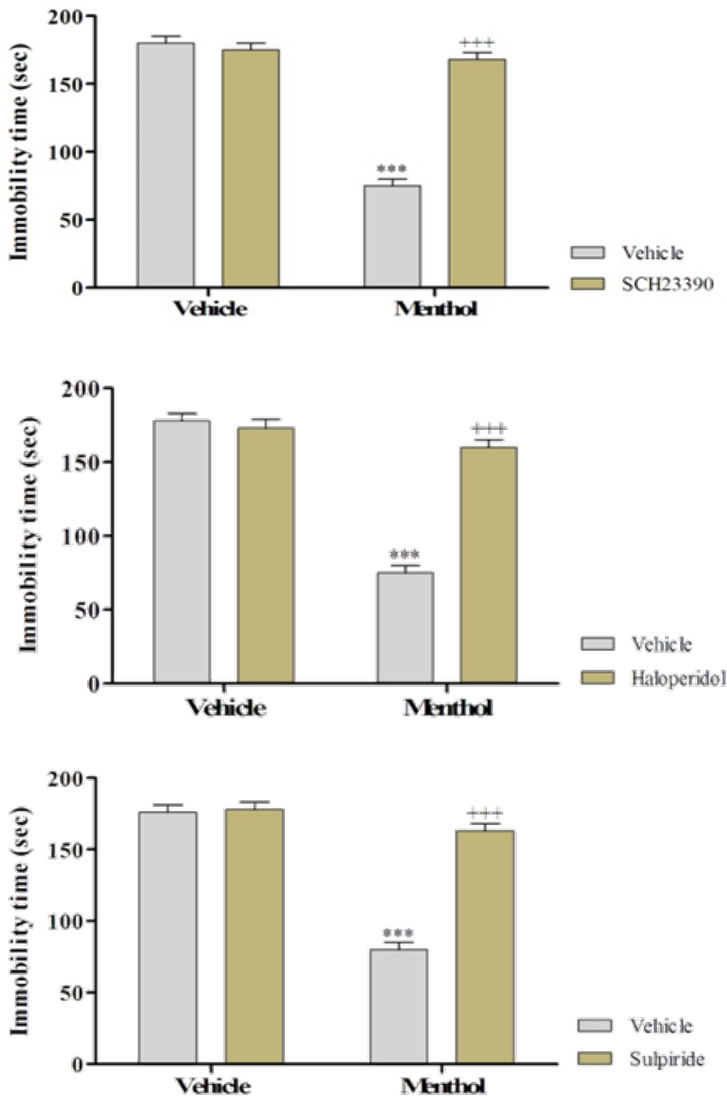 Immobility time (sec)
200
150
100
50
0
***
+++
Vehicle
Menthol
Vehicle
SCH23390
Immobility time (sec)
200
150
100
50
0
***
+++
Vehicle
Menthol
Vehicle
Haloperidol
Immobility time (sec)
200
150
100
50
0
***
+++
Vehicle
Menthol
Vehicle
Sulpiride